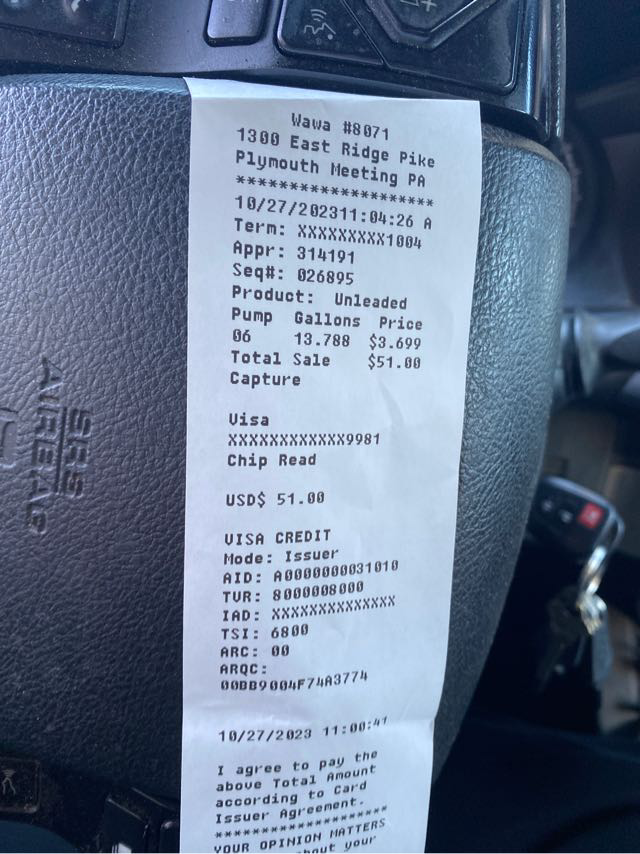 Wawa #8071
1300 East Ridge Pike
Plymouth Meeting PA
********************
10/27/202311:04:26 A
Term: XXXXXXXXX1004
Appr: 314191
Seq#: 026895
Product: Unleaded
Pump Gallons Price
06 13.788 $3.699
Total Sale $51.00
Capture
Visa
XXXXXXXXXXXX9981
Chip Read
USD$ 51.00
VISA CREDIT
Mode: Issuer
AID: A0000000031010
TVR: 8000008000
IAD: XXXXXXXXXXXXXX
TSI: 6800
ARC: 00
ARQC:
00BB9004F74A3774
10/27/2023 11:00:41
I agree to pay the
above Total Amount
according to Card
Issuer Agreement.
********************
YOUR OPINION MATTERS
about your
SRS
AIRBAG